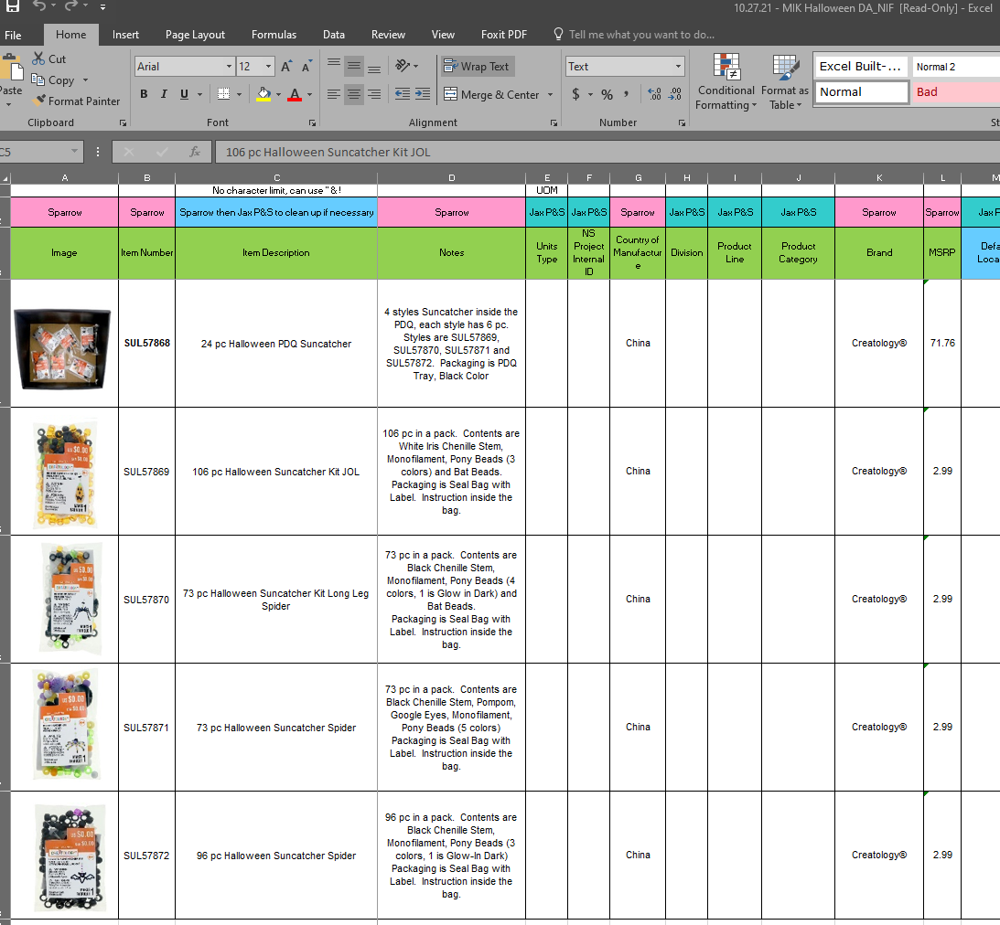 10.27.21 - MIK Halloween DA_NIF [Read-Only] - Excel
File Home Insert Page Layout Formulas Data Review View Foxit PDF Tell me what you want to do...
Cut
Copy
Paste
Format Painter
Clipboard
Arial 12
B I U
Font
Wrap Text
Merge & Center
Alignment
Text
$ % ,
Number
Conditional Formatting
Format as Table
Excel Built-... Normal 2
Normal Bad
C5 fx 106 pc Halloween Suncatcher Kit JOL
A B C D E F G H I J K L M
No character limit, can use " & ! UOM
Sparrow Sparrow Sparrow then Jax P&S to clean up if necessary Sparrow Jax P&S Jax P&S Sparrow Jax P&S Jax P&S Jax P&S Sparrow Sparrow Jax P
Image
Item Number
Item Description
Notes
Units
Type
NS
Project
Internal
ID
Country of
Manufactur
e
Division
Product
Line
Product
Category
Brand
MSRP
Defa
Loca
SUL57868
24 pc Halloween PDQ Suncatcher
4 styles Suncatcher inside the
PDQ, each style has 6 pc.
Styles are SUL57869,
SUL57870, SUL57871 and
SUL57872. Packaging is PDQ
Tray, Black Color
China
Creatology®
71.76
SUL57869
106 pc Halloween Suncatcher Kit JOL
106 pc in a pack. Contents are
White Iris Chenille Stem,
Monofilament, Pony Beads (3
colors) and Bat Beads.
Packaging is Seal Bag with
Label. Instruction inside the
bag.
China
Creatology®
2.99
SUL57870
73 pc Halloween Suncatcher Kit Long Leg
Spider
73 pc in a pack. Contents are
Black Chenille Stem,
Monofilament, Pony Beads (4
colors, 1 is Glow in Dark) and
Bat Beads.
Packaging is Seal Bag with
Label. Instruction inside the
bag.
China
Creatology®
2.99
SUL57871
73 pc Halloween Suncatcher Spider
73 pc in a pack. Contents are
Black Chenille Stem, Pompom,
Google Eyes, Monofilament,
Pony Beads (5 colors)
Packaging is Seal Bag with
Label. Instruction inside the
bag.
China
Creatology®
2.99
SUL57872
96 pc Halloween Suncatcher Spider
96 pc in a pack. Contents are
Black Chenille Stem,
Monofilament, Pony Beads (3
colors, 1 is Glow-In Dark)
Packaging is Seal Bag with
Label. Instruction inside the
bag.
China
Creatology®
2.99